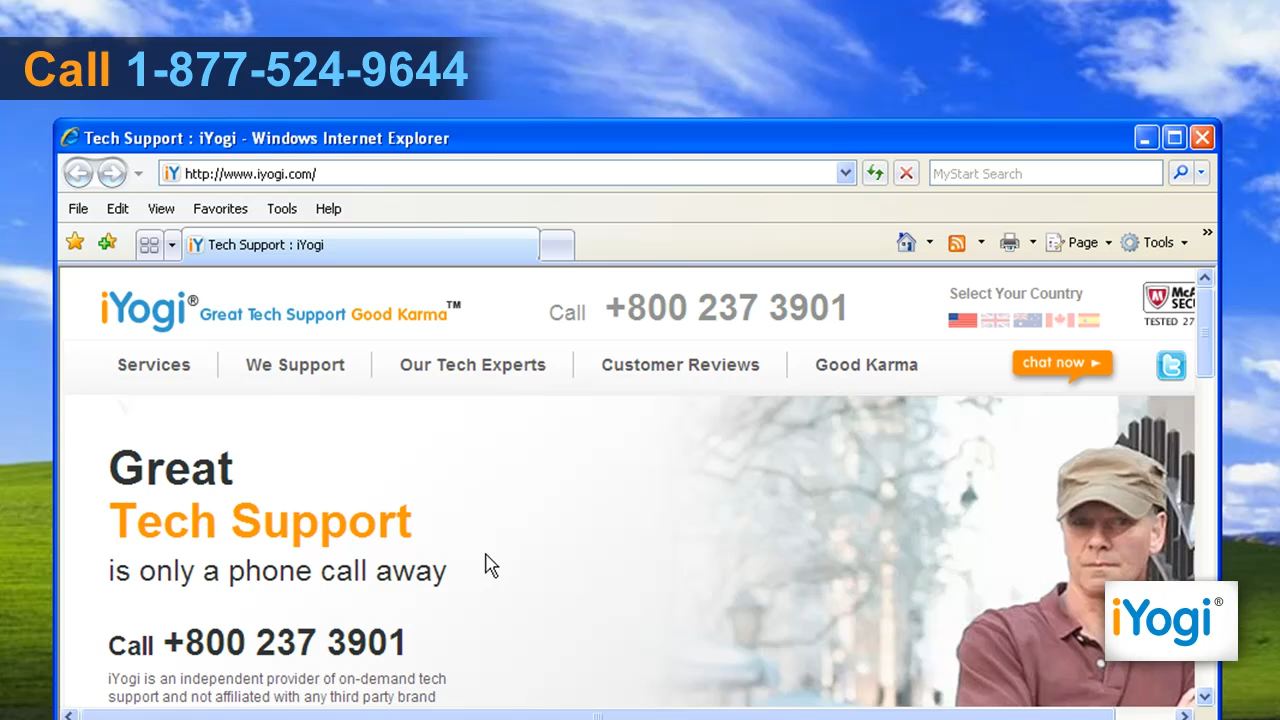 Call 1-877-524-9644
Tech Support : iYogi - Windows Internet Explorer
iY http://www.iyogi.com/
MyStart Search
File Edit View Favorites Tools Help
iY Tech Support : iYogi
Page Tools »
iYogi® Great Tech Support Good Karma™
Call +800 237 3901
Select Your Country
Services We Support Our Tech Experts Customer Reviews Good Karma
chat now
Great
Tech Support
is only a phone call away
Call +800 237 3901
iYogi is an independent provider of on-demand tech
support and not affiliated with any third party brand
iYogi®